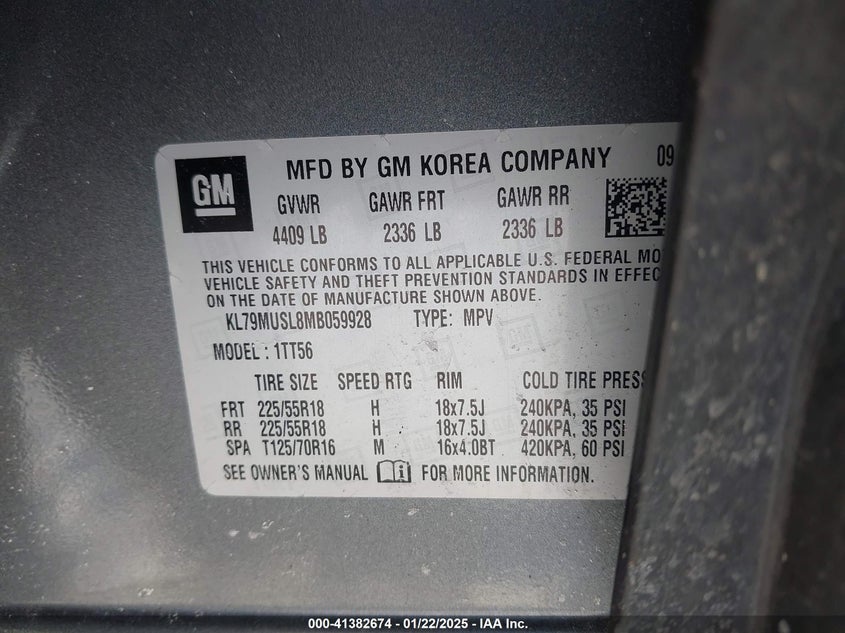 GM
MFD BY GM KOREA COMPANY 09
GVWR GAWR FRT GAWR RR
4409 LB 2336 LB 2336 LB
THIS VEHICLE CONFORMS TO ALL APPLICABLE U.S. FEDERAL MO
VEHICLE SAFETY AND THEFT PREVENTION STANDARDS IN EFFEC
ON THE DATE OF MANUFACTURE SHOWN ABOVE.
KL79MUSL8MB059928 TYPE: MPV
MODEL : 1TT56
TIRE SIZE SPEED RTG RIM COLD TIRE PRESS
FRT 225/55R18 H 18x7.5J 240KPA, 35 PSI
RR 225/55R18 H 18x7.5J 240KPA, 35 PSI
SPA T125/70R16 M 16x4.0BT 420KPA, 60 PSI
SEE OWNER'S MANUAL FOR MORE INFORMATION.
000-41382674 - 01/22/2025 - IAA Inc.